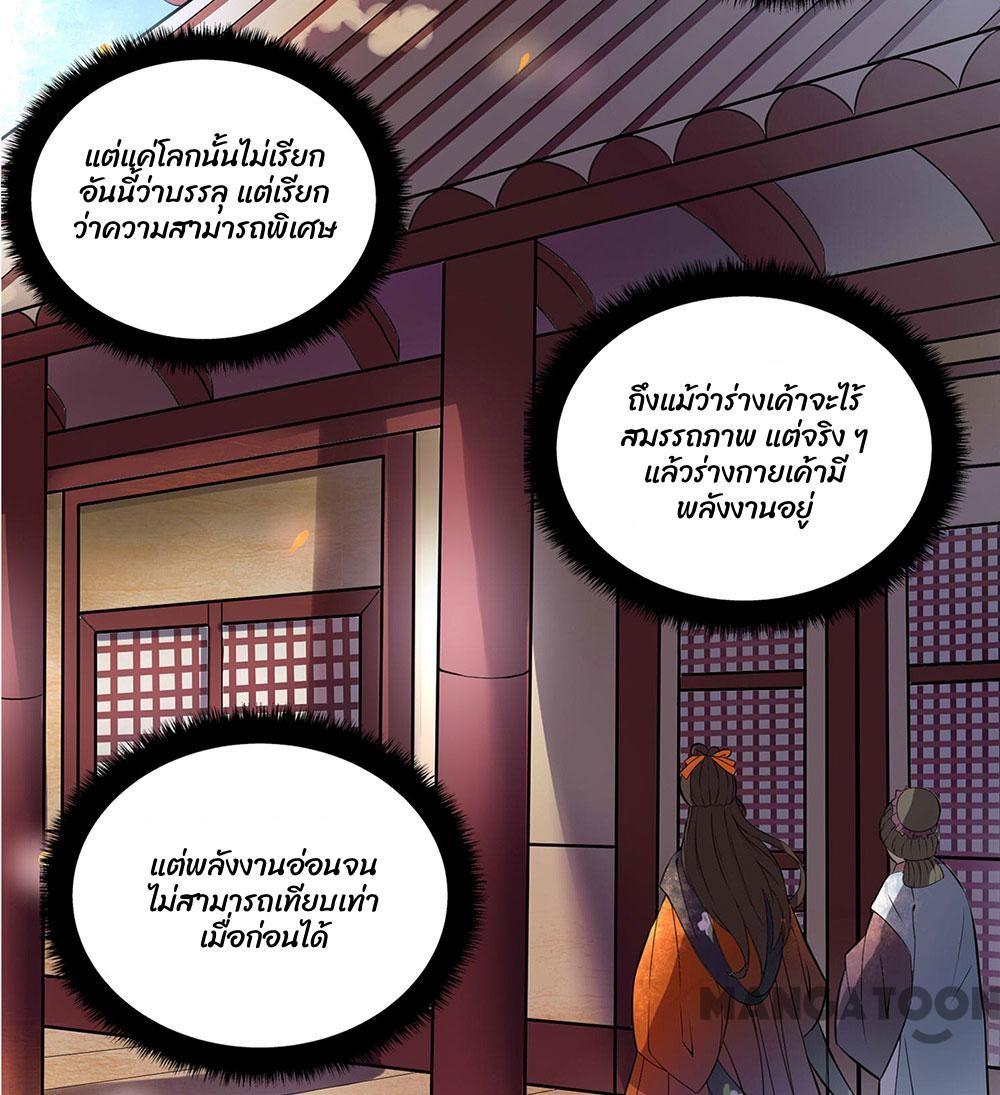 แต่แค่โลกนั้นไม่เรียก
อันนี้ว่าบรรลุ แต่เรียก
ว่าความสามารถพิเศษ
ถึงแม้ว่าร่างเค้าจะไร้
สมรรถภาพ แต่จริง ๆ
แล้วร่างกายเค้ามี
พลังงานอยู่
แต่พลังงานอ่อนจน
ไม่สามารถเทียบเท่า
เมื่อก่อนได้
MANGATOON